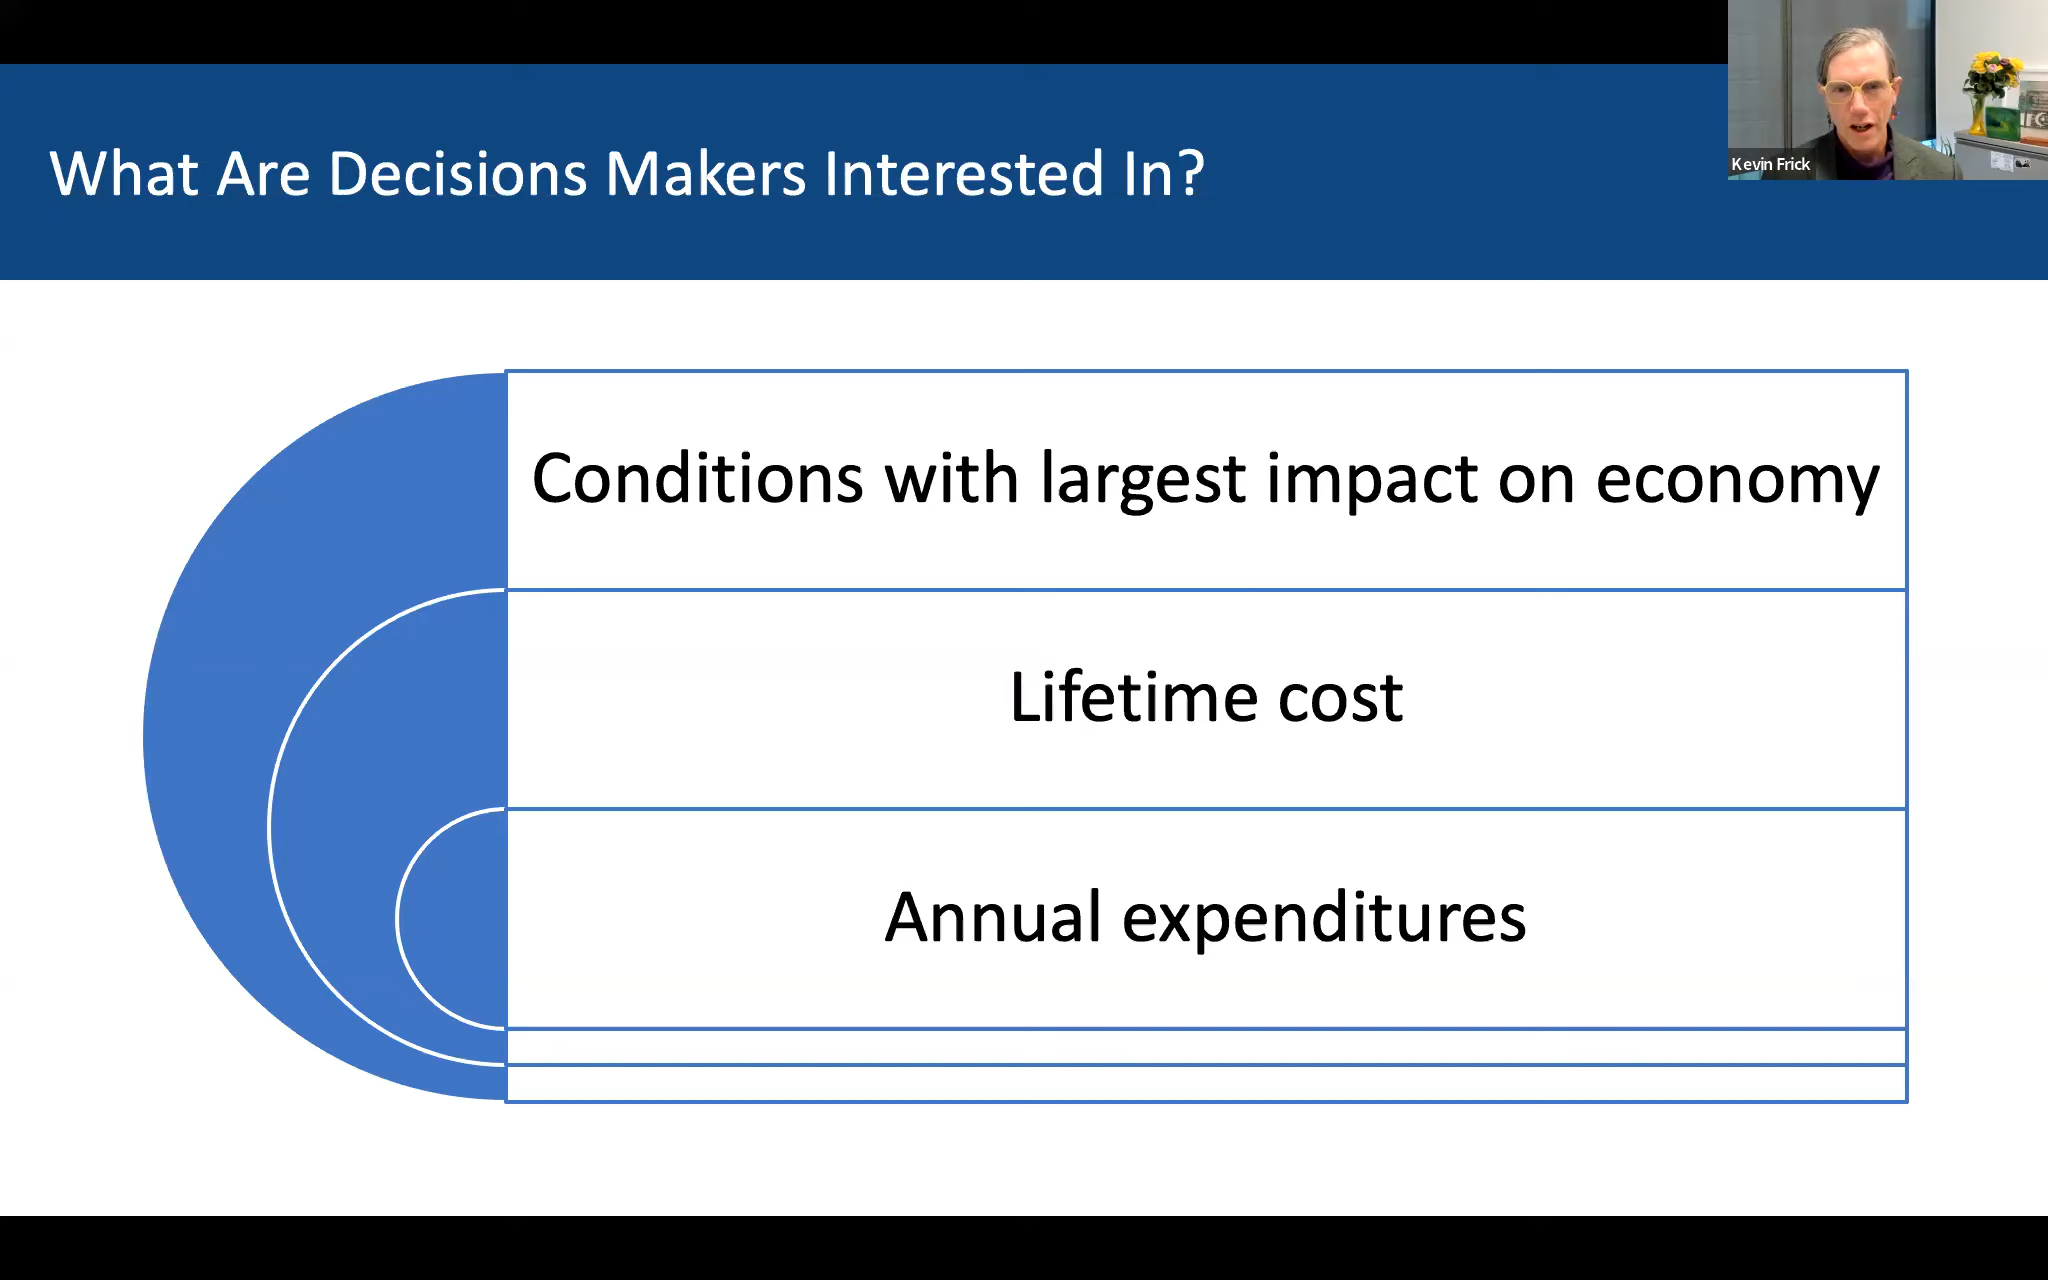 What Are Decisions Makers Interested In?
Kevin Frick
Conditions with largest impact on economy
Lifetime cost
Annual expenditures